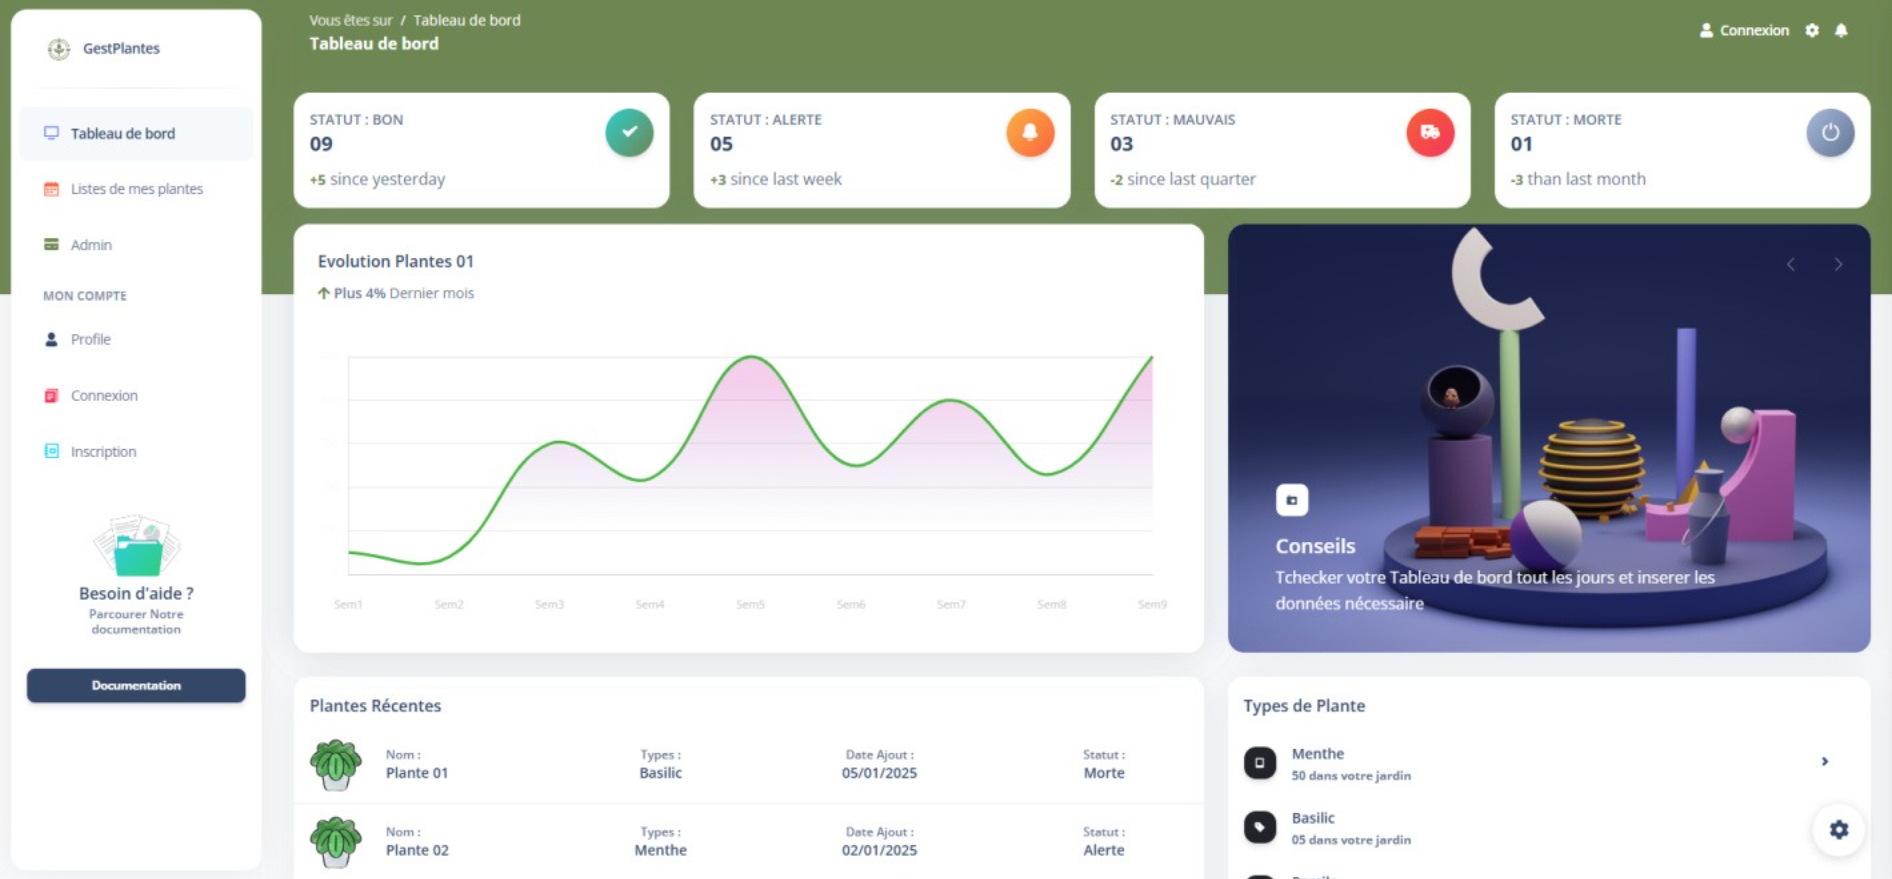 GestPlantes
Tableau de bord
Listes de mes plantes
Admin
MON COMPTE
Profile
Connexion
Inscription
Besoin d'aide ?
Parcourer Notre
documentation
Documentation
Vous êtes sur / Tableau de bord
Tableau de bord
Connexion
STATUT : BON
09
+5 since yesterday
STATUT : ALERTE
05
+3 since last week
STATUT : MAUVAIS
03
-2 since last quarter
STATUT : MORTE
01
-3 than last month
Evolution Plantes 01
Plus 4% Dernier mois
Sem1 Sem2 Sem3 Sem4 Sem5 Sem6 Sem7 Sem8 Sem9
Conseils
Tchecker votre Tableau de bord tout les jours et inserer les
données nécessaire
Plantes Récentes
Nom : Types : Date Ajout : Statut :
Plante 01 Basilic 05/01/2025 Morte
Nom : Types : Date Ajout : Statut :
Plante 02 Menthe 02/01/2025 Alerte
Types de Plante
Menthe
50 dans votre jardin
Basilic
05 dans votre jardin